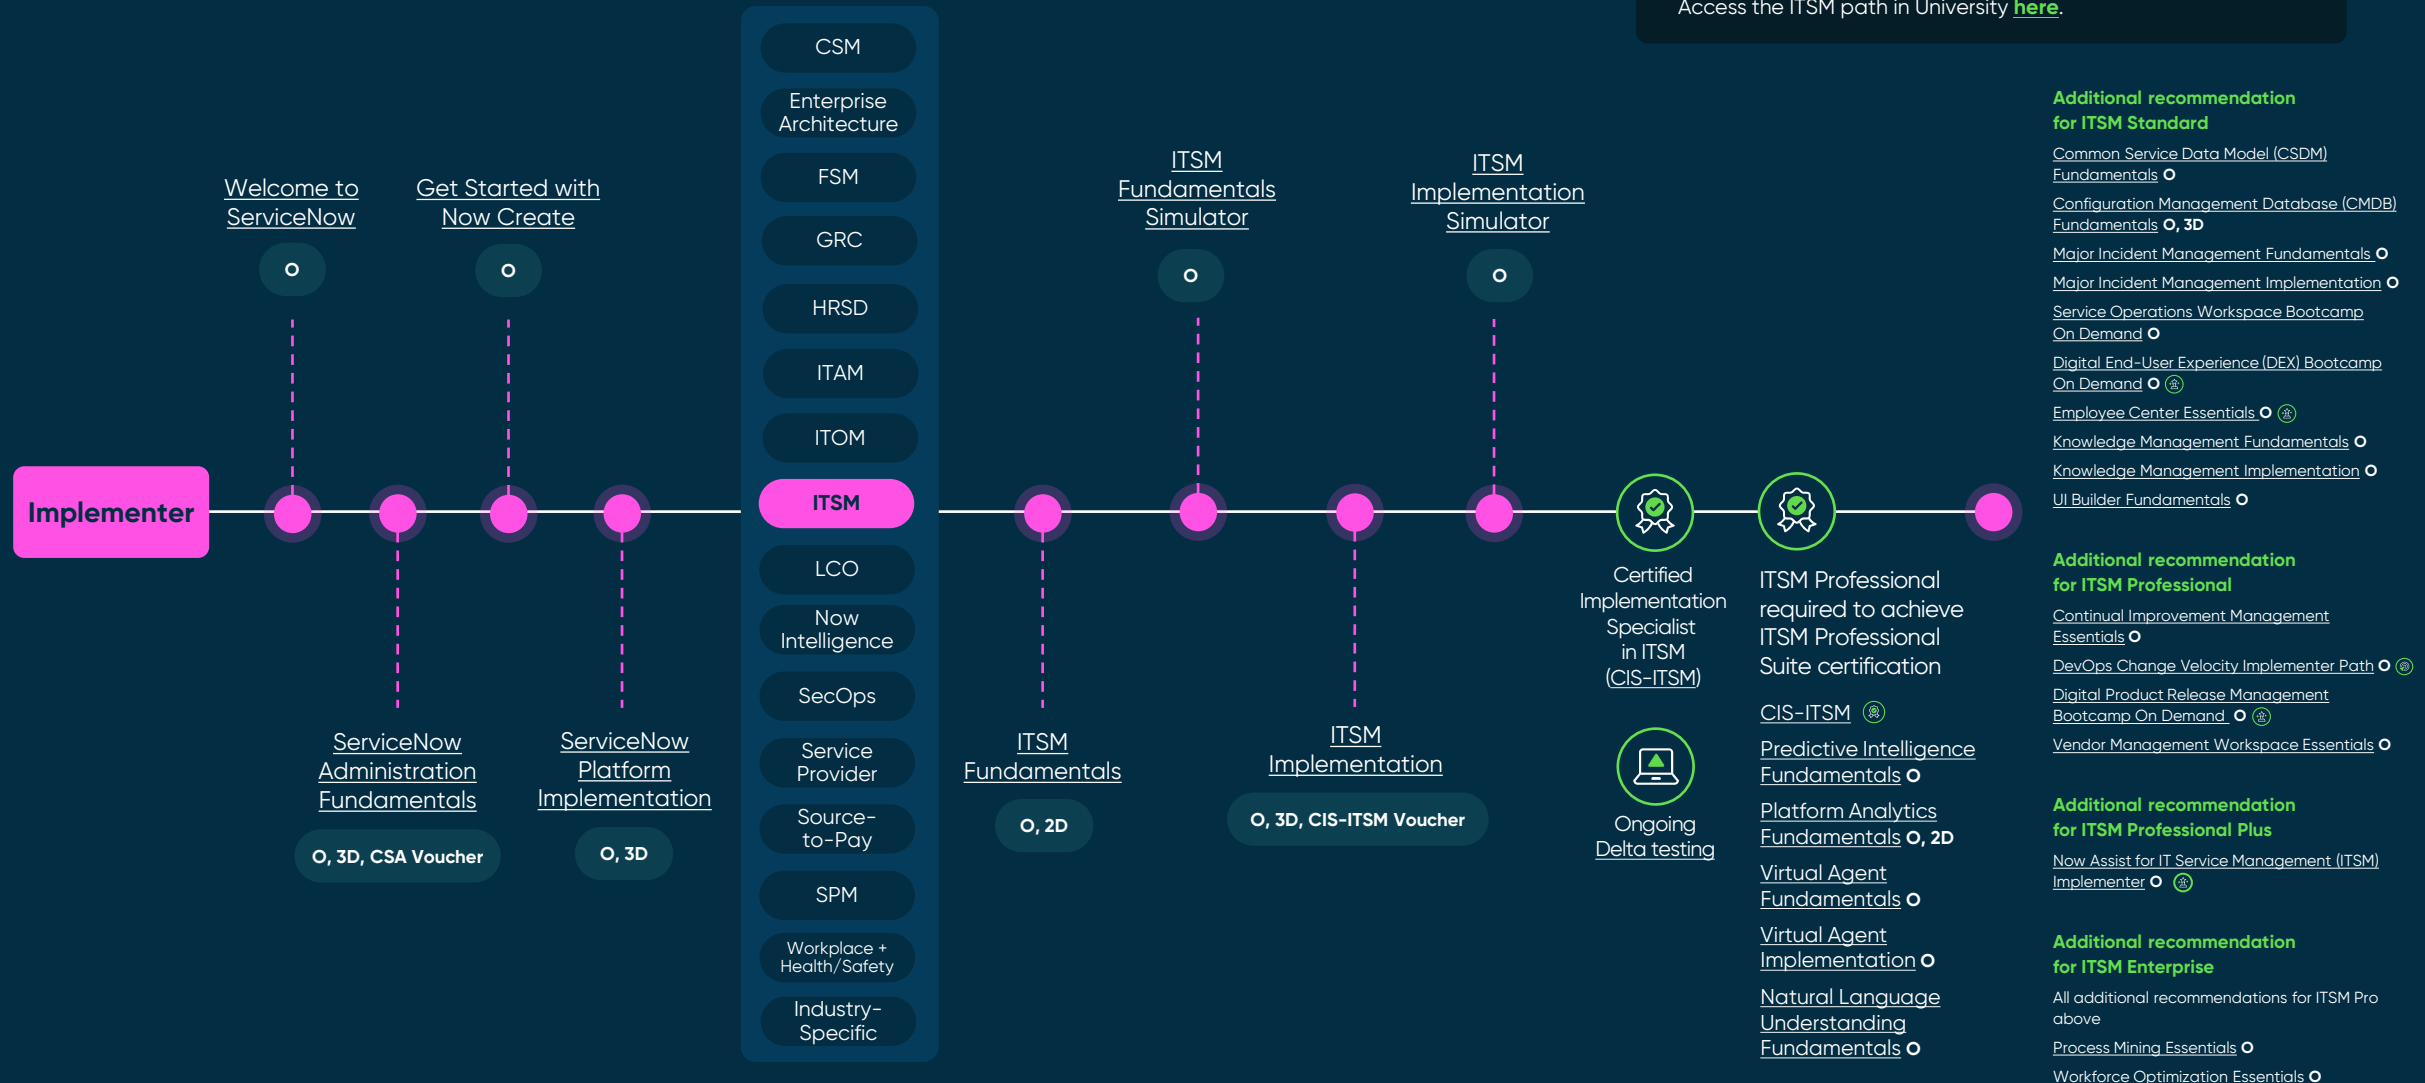 Access the ITSM path in University here.
Implementer
Welcome to
ServiceNow
O
ServiceNow
Administration
Fundamentals
O, 3D, CSA Voucher
Get Started with
Now Create
O
ServiceNow
Platform
Implementation
O, 3D
CSM
Enterprise
Architecture
FSM
GRC
HRSD
ITAM
ITOM
ITSM
LCO
Now
Intelligence
SecOps
Service
Provider
Source-
to-Pay
SPM
Workplace +
Health/Safety
Industry-
Specific
ITSM
Fundamentals
O, 2D
ITSM
Fundamentals
Simulator
O
ITSM
Implementation
O, 3D, CIS-ITSM Voucher
ITSM
Implementation
Simulator
O
Certified
Implementation
Specialist
in ITSM
(CIS-ITSM)
Ongoing
Delta testing
ITSM Professional
required to achieve
ITSM Professional
Suite certification
CIS-ITSM
Predictive Intelligence
Fundamentals O
Platform Analytics
Fundamentals O, 2D
Virtual Agent
Fundamentals O
Virtual Agent
Implementation O
Natural Language
Understanding
Fundamentals O
Additional recommendation
for ITSM Standard
Common Service Data Model (CSDM)
Fundamentals O
Configuration Management Database (CMDB)
Fundamentals O, 3D
Major Incident Management Fundamentals O
Major Incident Management Implementation O
Service Operations Workspace Bootcamp
On Demand O
Digital End-User Experience (DEX) Bootcamp
On Demand O
Employee Center Essentials O
Knowledge Management Fundamentals O
Knowledge Management Implementation O
UI Builder Fundamentals O
Additional recommendation
for ITSM Professional
Continual Improvement Management
Essentials O
DevOps Change Velocity Implementer Path O
Digital Product Release Management
Bootcamp On Demand O
Vendor Management Workspace Essentials O
Additional recommendation
for ITSM Professional Plus
Now Assist for IT Service Management (ITSM)
Implementer O
Additional recommendation
for ITSM Enterprise
All additional recommendations for ITSM Pro
above
Process Mining Essentials O
Workforce Optimization Essentials O